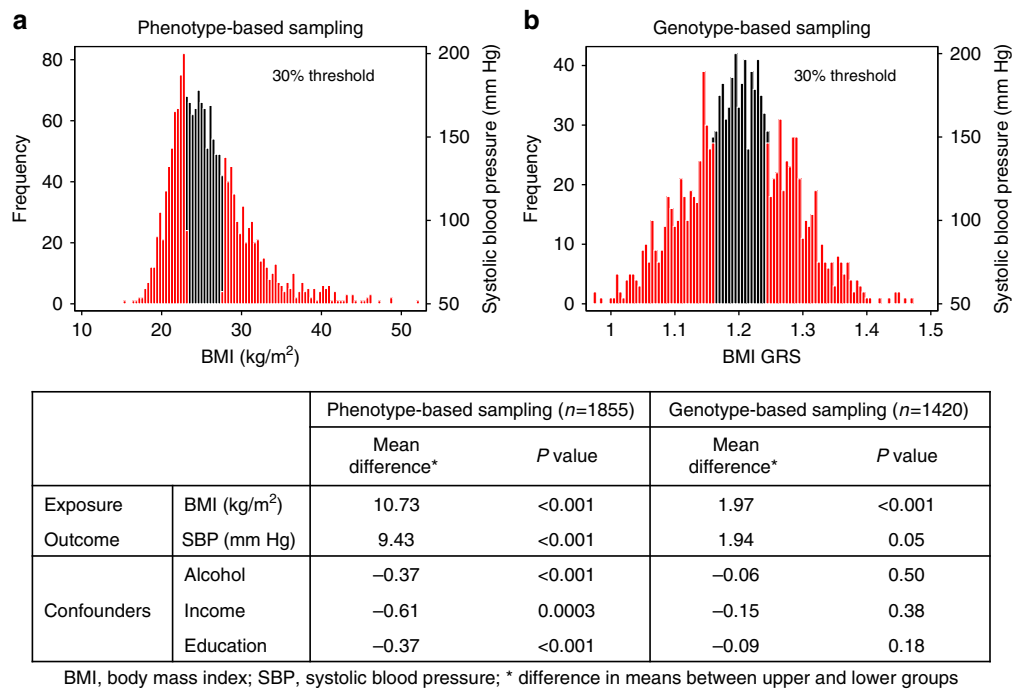 a
Phenotype-based sampling
30% threshold
Frequency
80
60
40
20
0
200
150
100
50
Systolic blood pressure (mm Hg)
10 20 30 40 50
BMI (kg/m²)
b
Genotype-based sampling
30% threshold
Frequency
40
30
20
10
0
200
150
100
50
Systolic blood pressure (mm Hg)
1 1.1 1.2 1.3 1.4 1.5
BMI GRS
Phenotype-based sampling (n=1855) Genotype-based sampling (n=1420)
Mean difference* P value Mean difference* P value
Exposure BMI (kg/m²) 10.73 <0.001 1.97 <0.001
Outcome SBP (mm Hg) 9.43 <0.001 1.94 0.05
Confounders
Alcohol –0.37 <0.001 –0.06 0.50
Income –0.61 0.0003 –0.15 0.38
Education –0.37 <0.001 –0.09 0.18
BMI, body mass index; SBP, systolic blood pressure; * difference in means between upper and lower groups